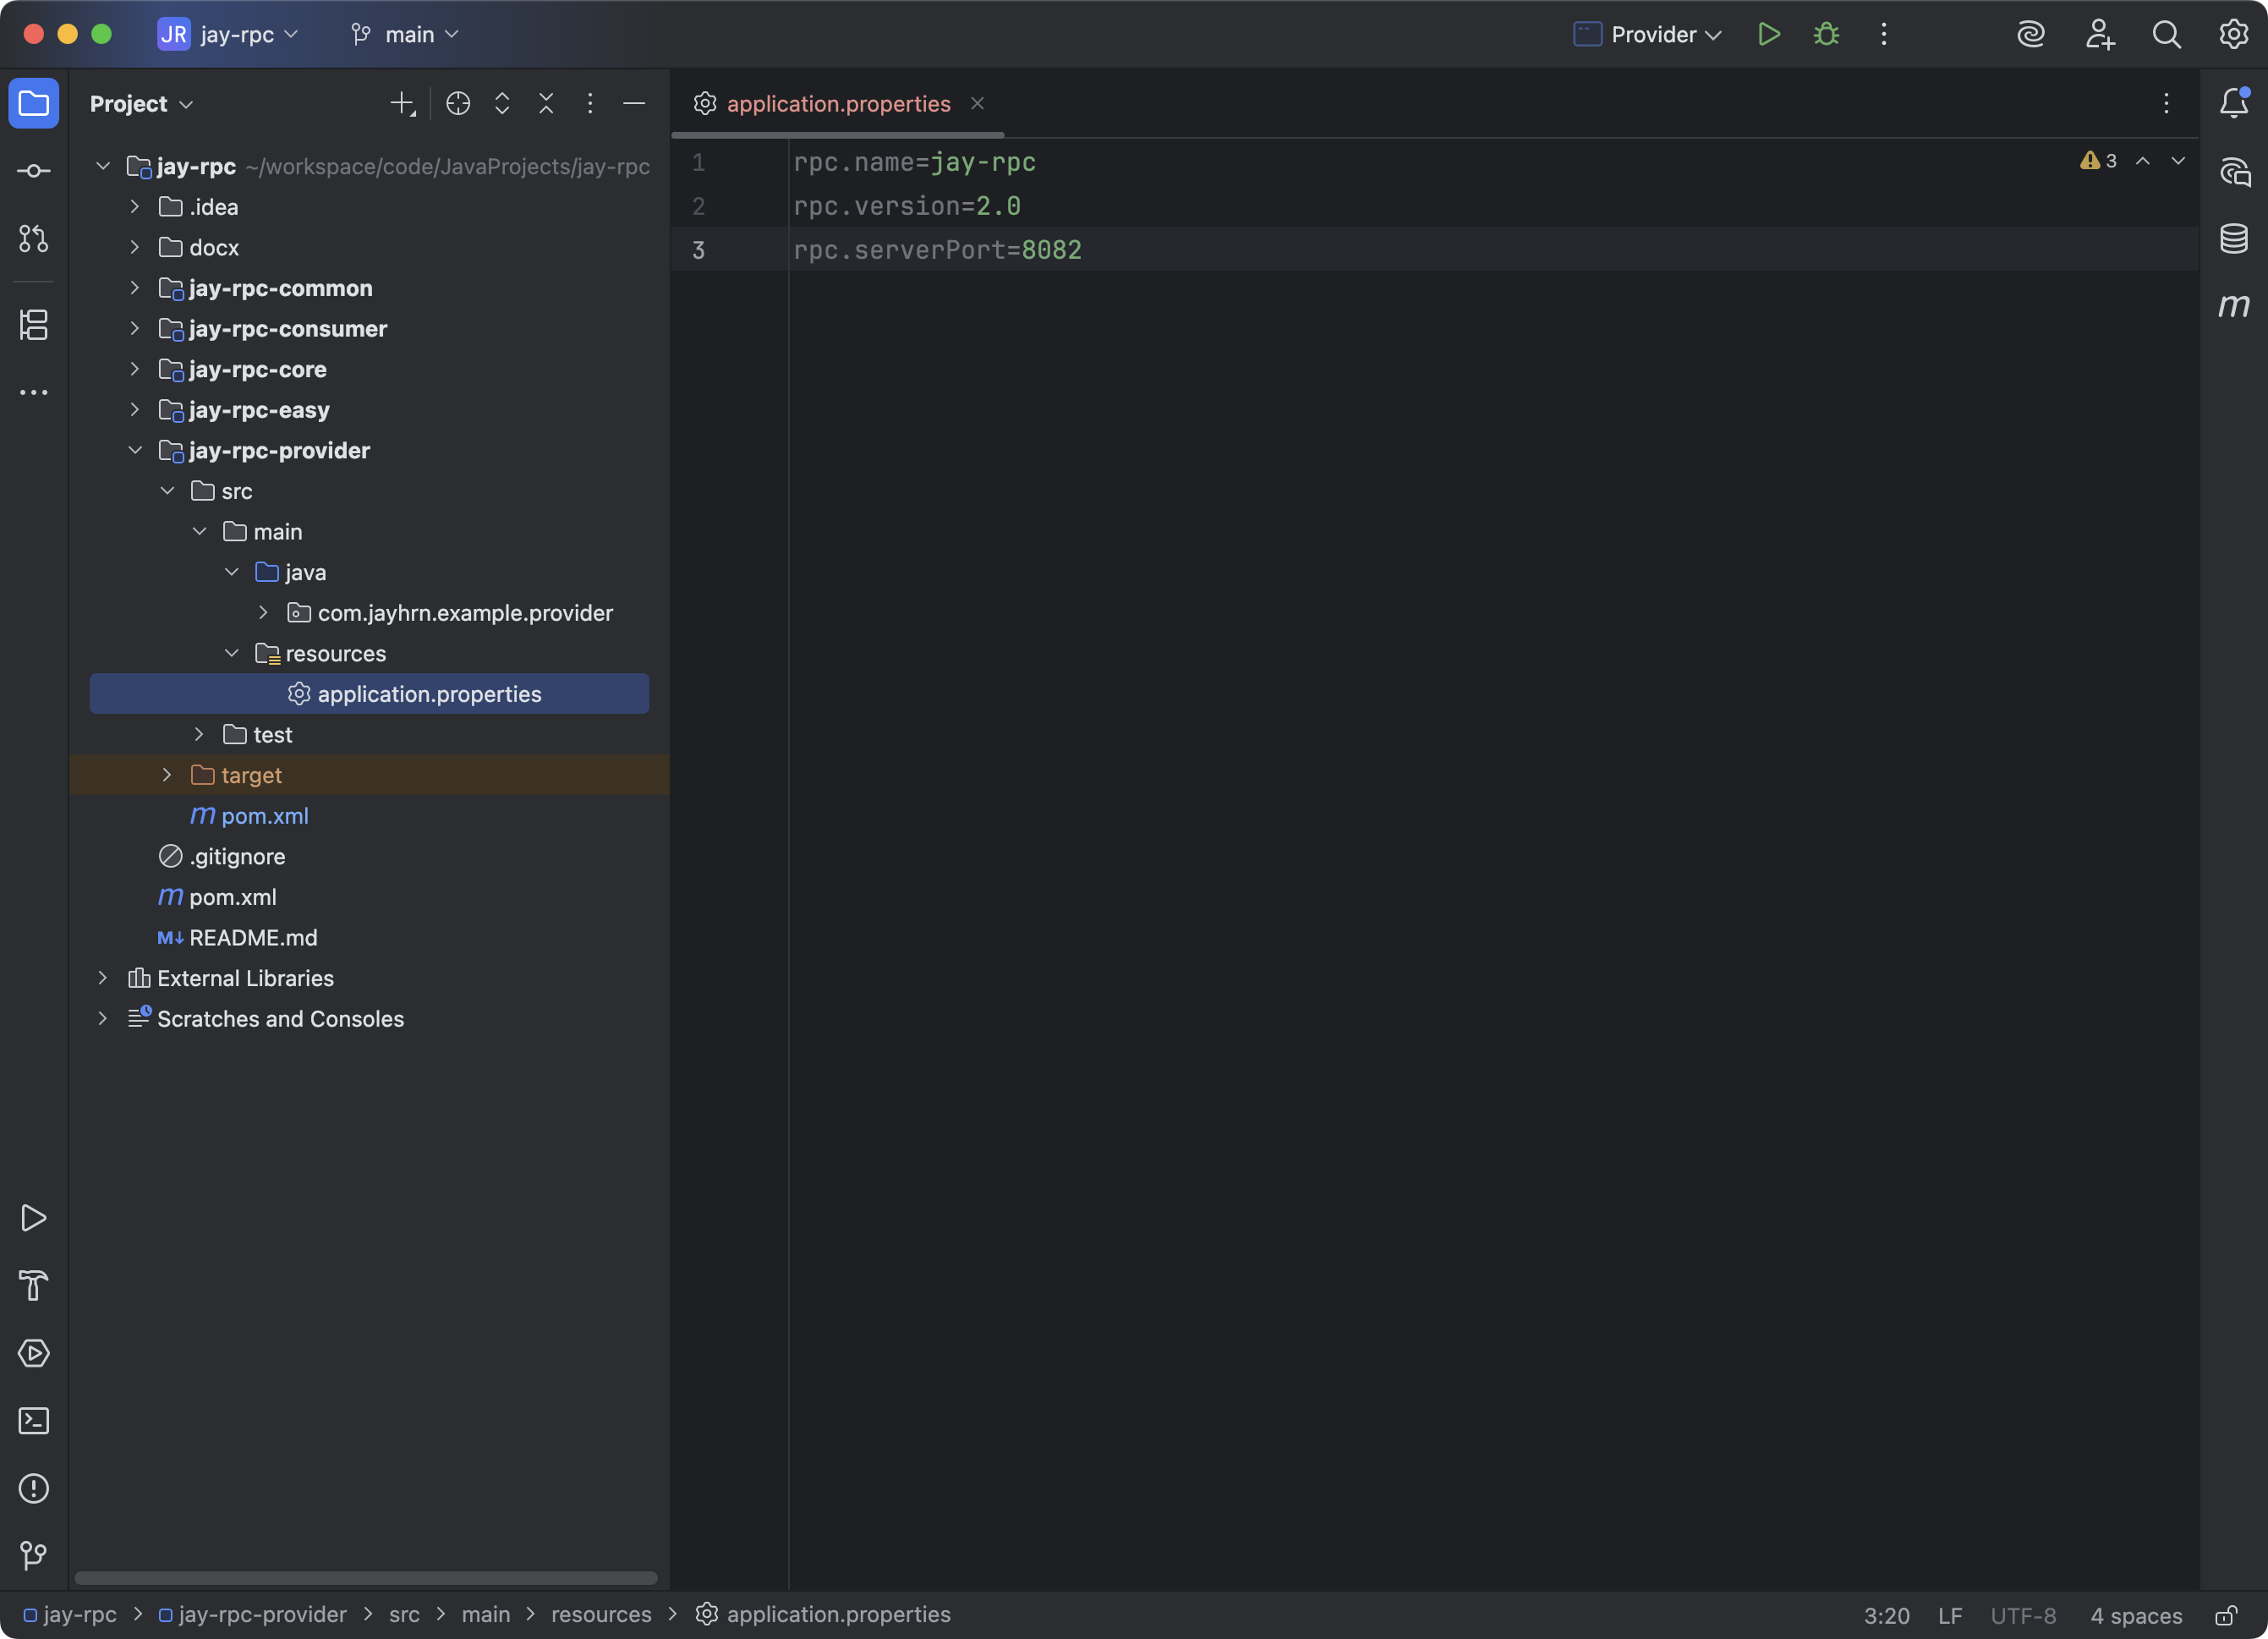 JR jay-rpc main Provider
Project
application.properties
jay-rpc ~/workspace/code/JavaProjects/jay-rpc
.idea
docx
jay-rpc-common
jay-rpc-consumer
jay-rpc-core
jay-rpc-easy
jay-rpc-provider
src
main
java
com.jayhrn.example.provider
resources
application.properties
test
target
m pom.xml
.gitignore
m pom.xml
M↓ README.md
External Libraries
Scratches and Consoles
1 rpc.name=jay-rpc
2 rpc.version=2.0
3 rpc.serverPort=8082
3
m
jay-rpc > jay-rpc-provider > src > main > resources > application.properties
3:20 LF UTF-8 4 spaces